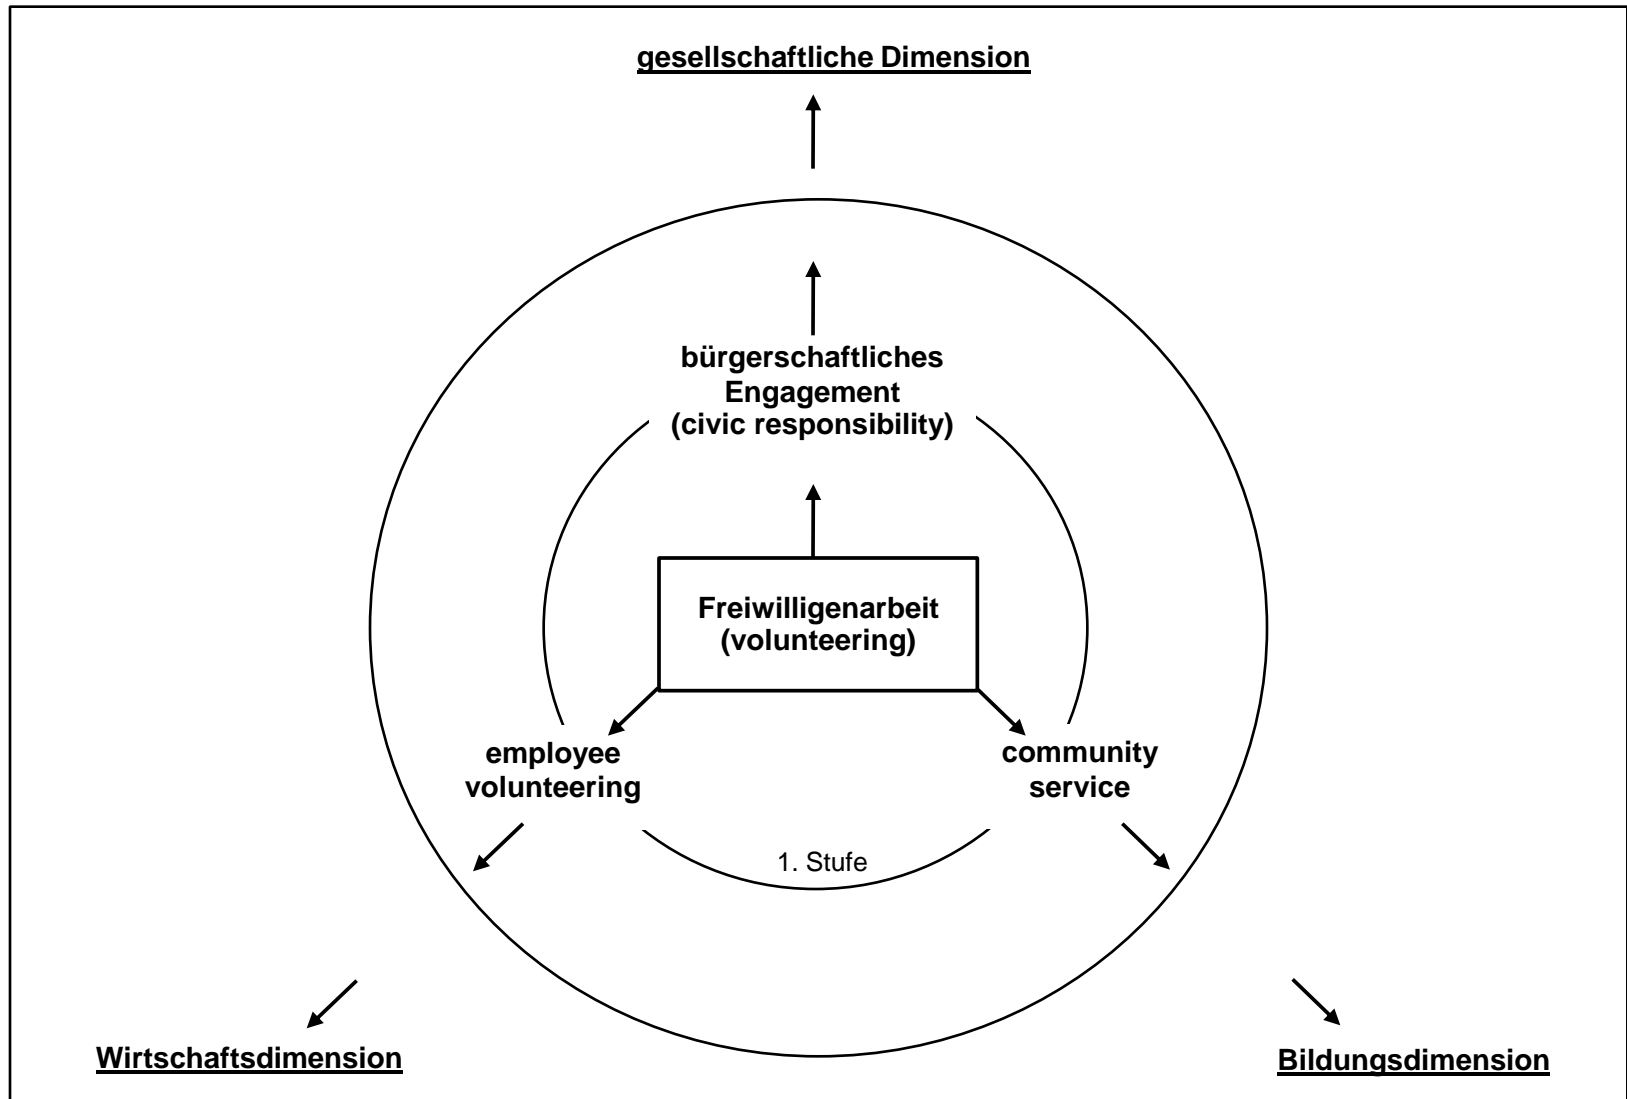 gesellschaftliche Dimension
bürgerschaftliches
Engagement
(civic responsibility)
Freiwilligenarbeit
(volunteering)
employee
volunteering
community
service
1. Stufe
Wirtschaftsdimension
Bildungsdimension